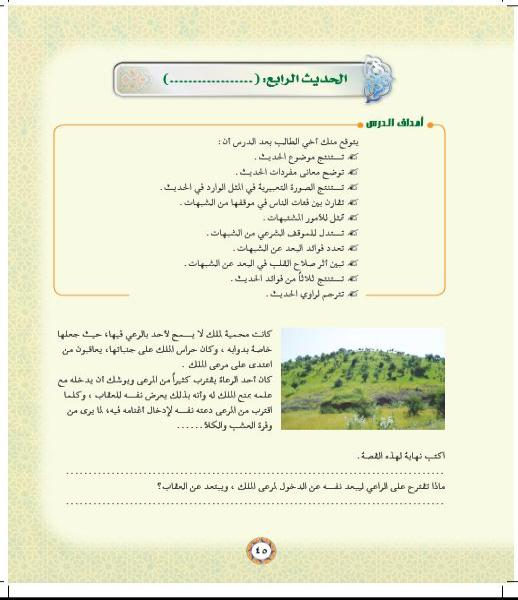 الحديث الرابع: (..................)
أهداف الدرس
يتوقع منك أخي الطالب بعد الدرس أن :
تستنتج موضوع الحديث .
توضح معاني مفردات الحديث .
تستنتج الصورة التعبيرية في المثل الوارد في الحديث .
تقارن بين فئات الناس في موقفها من الشبهات .
تمثل للأمور المشتبهات .
تستدل للموقف الشرعي من الشبهات .
تعدد فوائد البعد عن الشبهات .
تبين أثر صلاح القلب في البعد عن الشبهات .
تستنتج ثلاثاً من فوائد الحديث .
تترجم لراوي الحديث .
كانت محمية لملك لا يسمح لأحد بالرعي فيها، حيث جعلها
خاصة بدوابه ، وكان حراس الملك على جنباتها، يعاقبون من
اعتدى على مرعى الملك .
كان أحد الرعاة يقترب كثيراً من المرعى ويوشك أن يدخله مع
علمه بمنع الملك له وأنه بذلك يعرض نفسه للعقاب ، وكلما
اقترب من المرعى دعته نفسه لإدخال أغنامه فيه، لما يرى من
وفرة العشب والكلأ......
اكتب نهاية لهذه القصة .
ماذا تقترح على الراعي ليبعد نفسه عن الدخول لمرعى الملك ، ويبتعد عن العقاب؟
٤٥